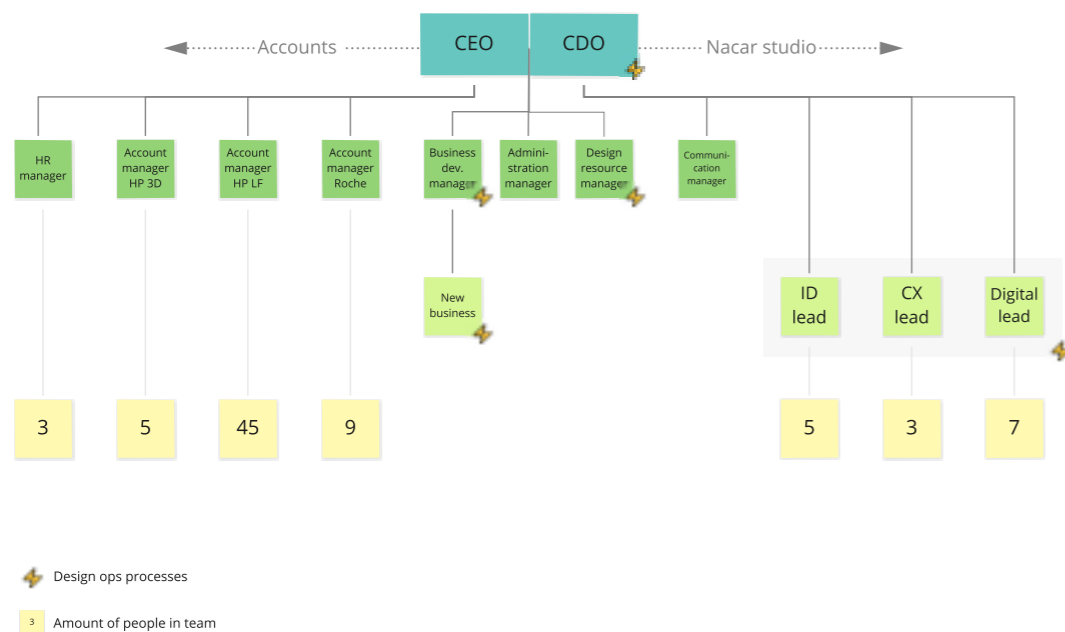 Accounts
CEO
CDO
Nacar studio
HR
manager
Account
manager
HP 3D
Account
manager
HP LF
Account
manager
Roche
Business
dev.
manager
Admini-
stration
manager
Design
resource
manager
Communi-
cation
manager
New
business
ID
lead
CX
lead
Digital
lead
3
5
45
9
5
3
7
Design ops processes
3
Amount of people in team